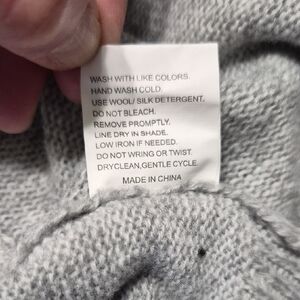 WASH WITH LIKE COLORS.
HAND WASH COLD.
USE WOOL/ SILK DETERGENT.
DO NOT BLEACH.
REMOVE PROMPTLY.
LINE DRY IN SHADE.
LOW IRON IF NEEDED.
DO NOT WRING OR TWIST.
DRYCLEAN,GENTLE CYCLE.
MADE IN CHINA